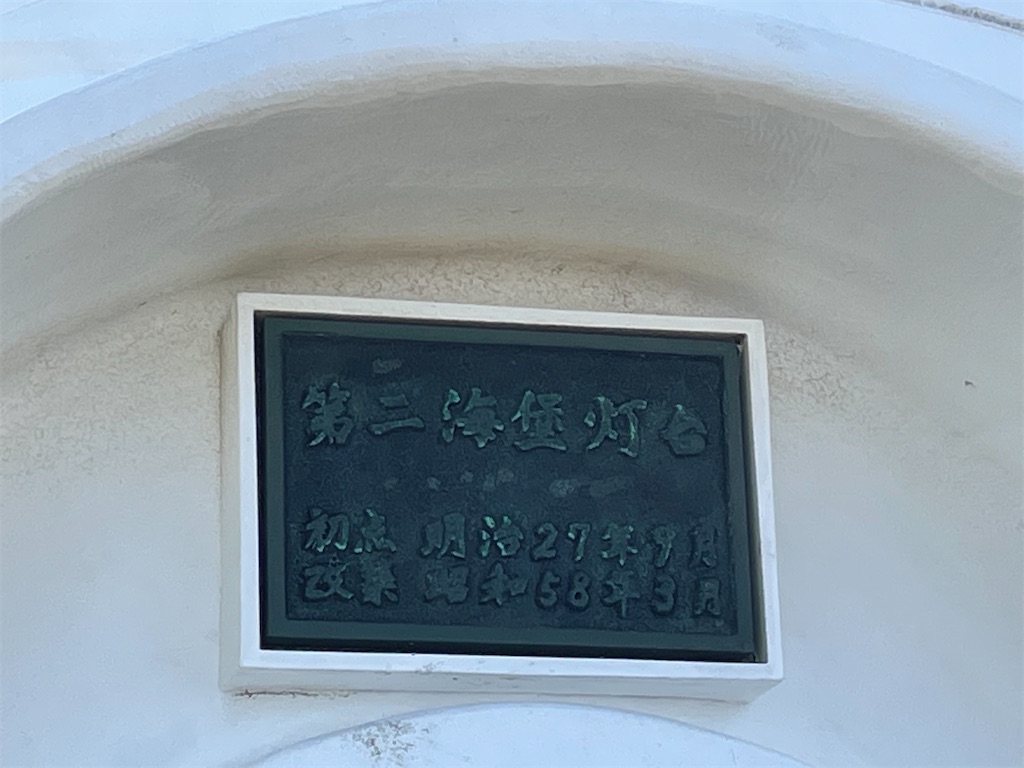 第二海堡灯台
初点 明治27年9月
改築 昭和58年3月